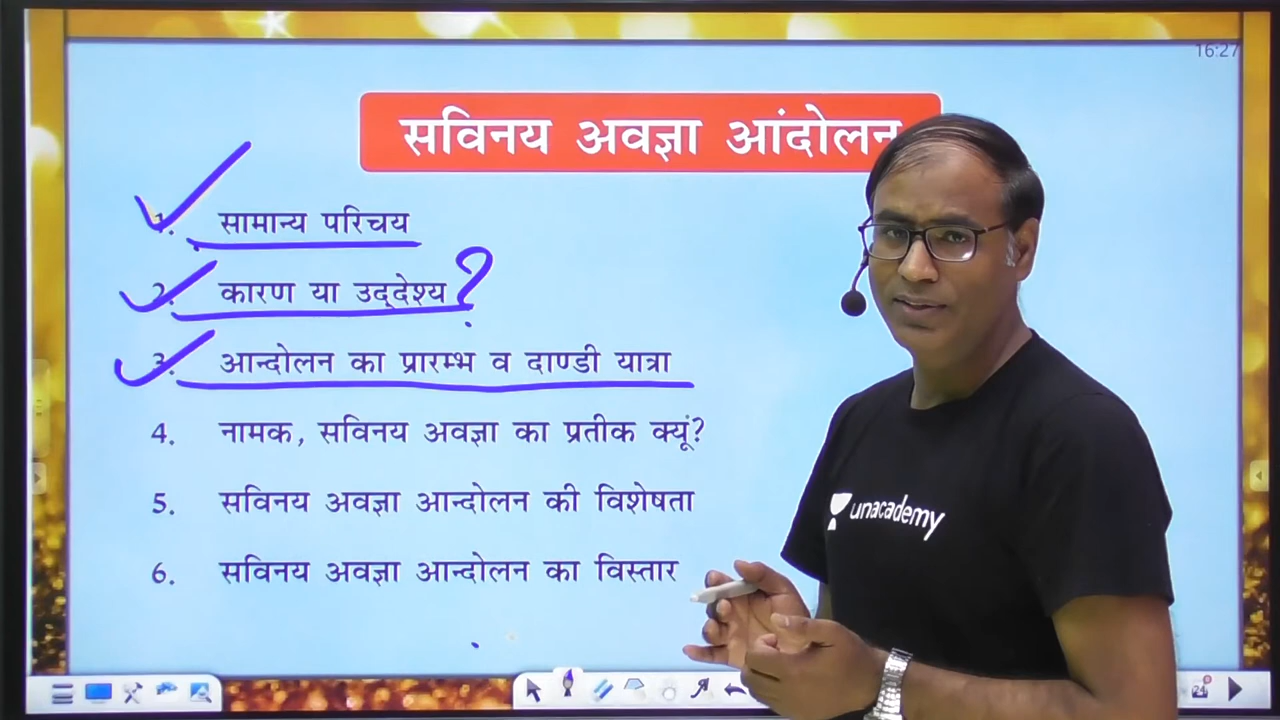 16:27
सविनय अवज्ञा आंदोलन
1. सामान्य परिचय
2. कारण या उद्देश्य ?
3. आन्दोलन का प्रारम्भ व दाण्डी यात्रा
4. नामक, सविनय अवज्ञा का प्रतीक क्यूं?
5. सविनय अवज्ञा आन्दोलन की विशेषता
6. सविनय अवज्ञा आन्दोलन का विस्तार
unacademy
24